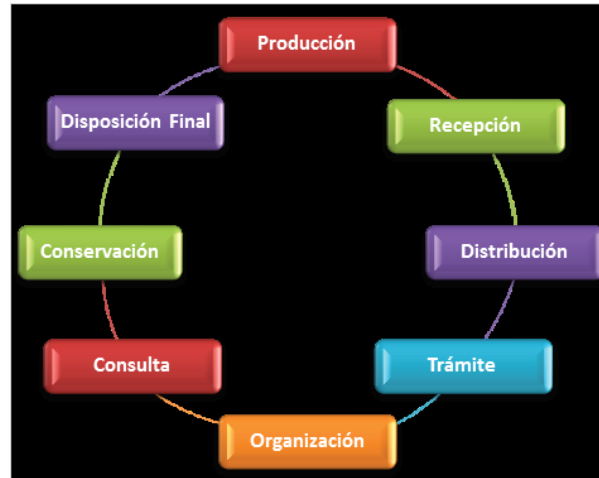 Producción
Recepción
Distribución
Trámite
Organización
Consulta
Conservación
Disposición Final